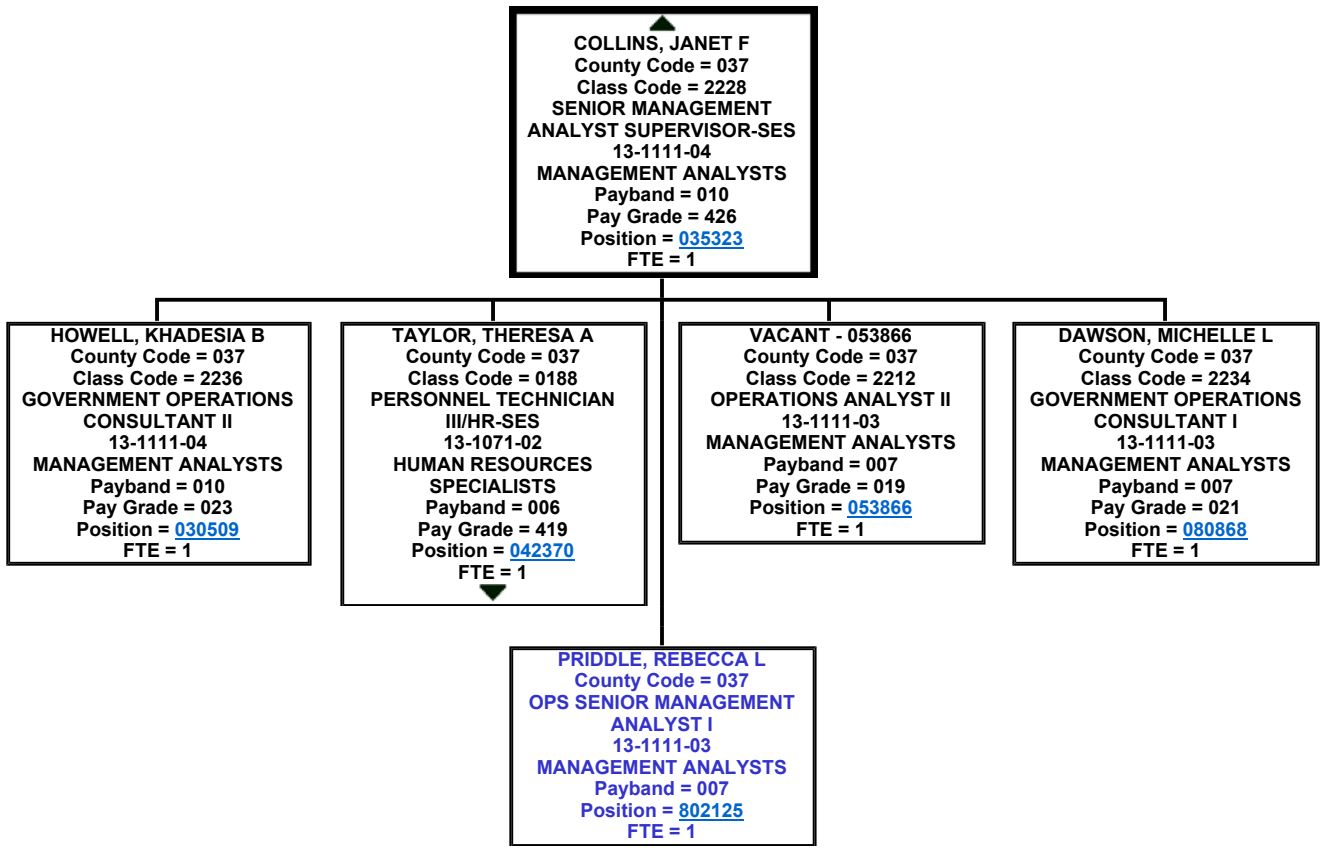 COLLINS, JANET F
County Code = 037
Class Code = 2228
SENIOR MANAGEMENT
ANALYST SUPERVISOR-SES
13-1111-04
MANAGEMENT ANALYSTS
Payband = 010
Pay Grade = 426
Position = 035323
FTE = 1
HOWELL, KHADESIA B
County Code = 037
Class Code = 2236
GOVERNMENT OPERATIONS
CONSULTANT II
13-1111-04
MANAGEMENT ANALYSTS
Payband = 010
Pay Grade = 023
Position = 030509
FTE = 1
TAYLOR, THERESA A
County Code = 037
Class Code = 0188
PERSONNEL TECHNICIAN
III/HR-SES
13-1071-02
HUMAN RESOURCES
SPECIALISTS
Payband = 006
Pay Grade = 419
Position = 042370
FTE = 1
VACANT - 053866
County Code = 037
Class Code = 2212
OPERATIONS ANALYST II
13-1111-03
MANAGEMENT ANALYSTS
Payband = 007
Pay Grade = 019
Position = 053866
FTE = 1
DAWSON, MICHELLE L
County Code = 037
Class Code = 2234
GOVERNMENT OPERATIONS
CONSULTANT I
13-1111-03
MANAGEMENT ANALYSTS
Payband = 007
Pay Grade = 021
Position = 080868
FTE = 1
PRIDDLE, REBECCA L
County Code = 037
OPS SENIOR MANAGEMENT
ANALYST I
13-1111-03
MANAGEMENT ANALYSTS
Payband = 007
Position = 802125
FTE = 1